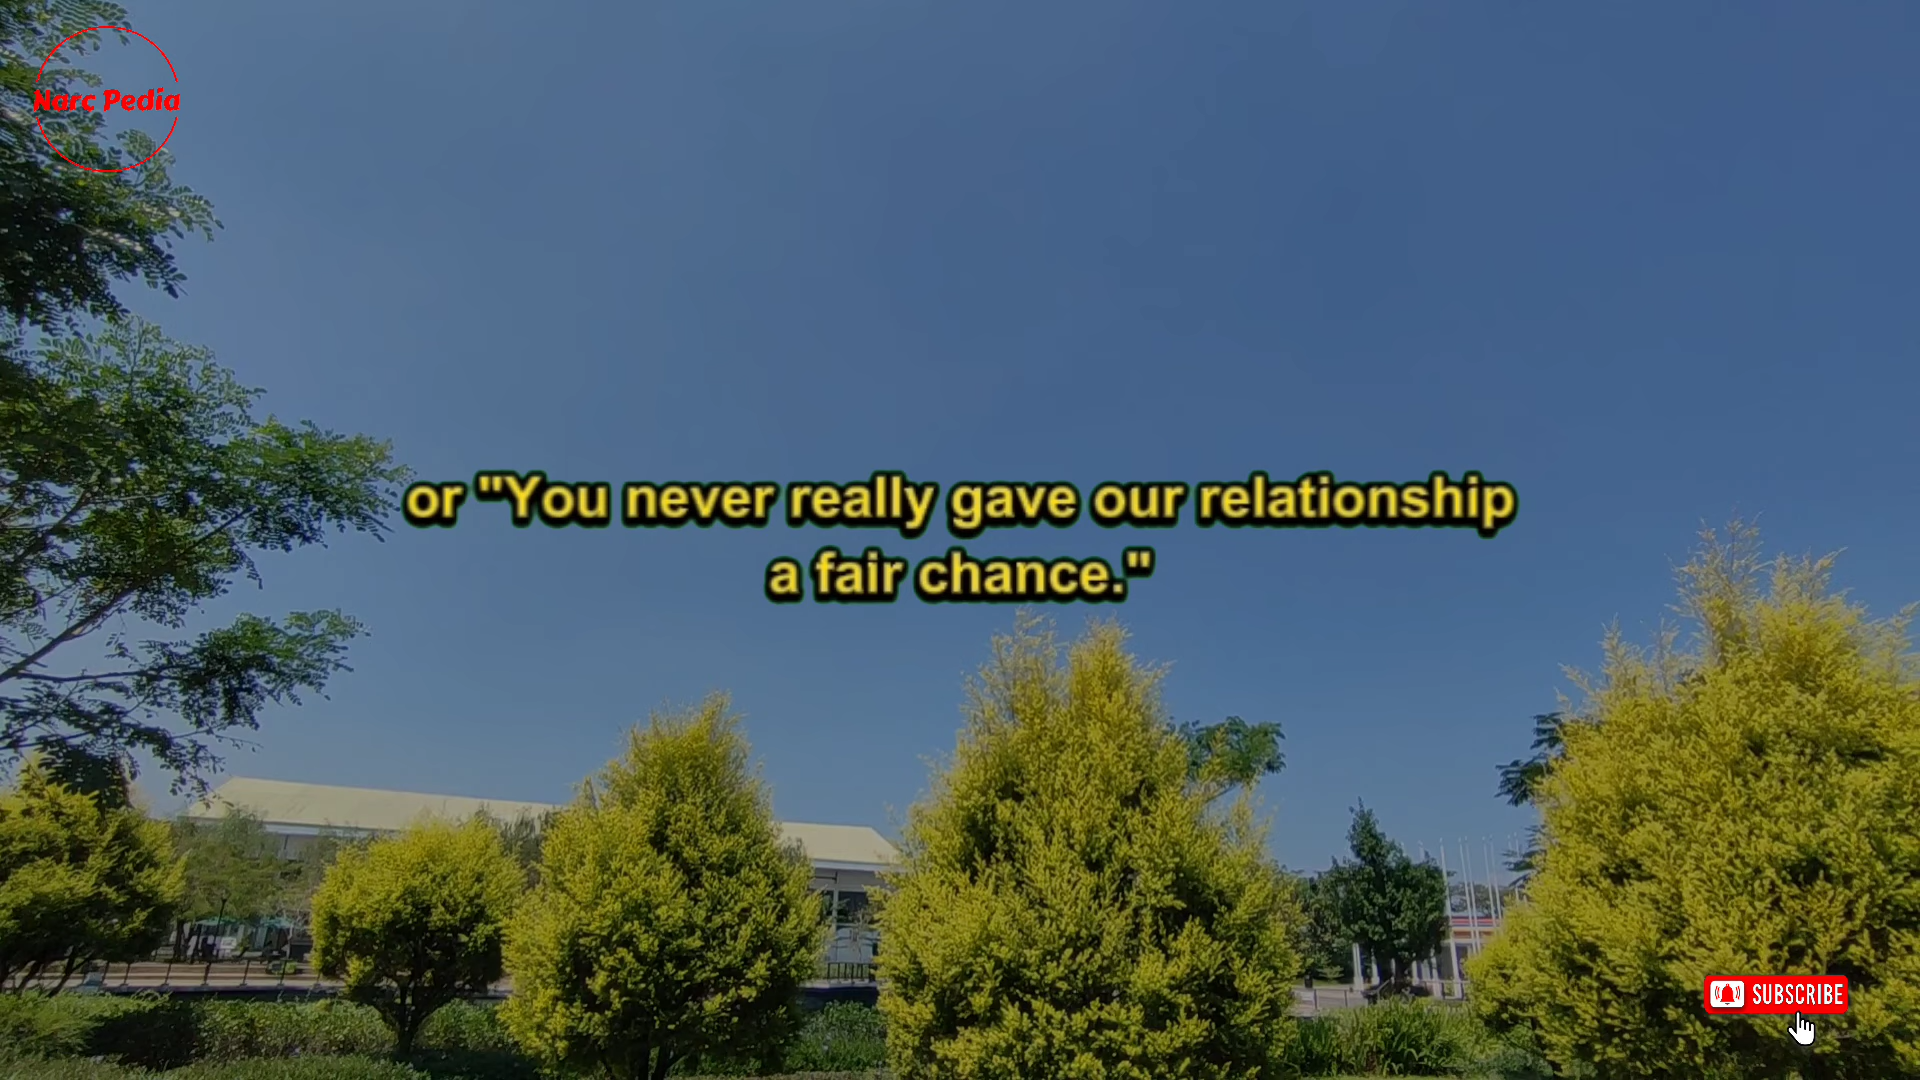 Narc Pedia
or "You never really gave our relationship
a fair chance."
SUBSCRIBE